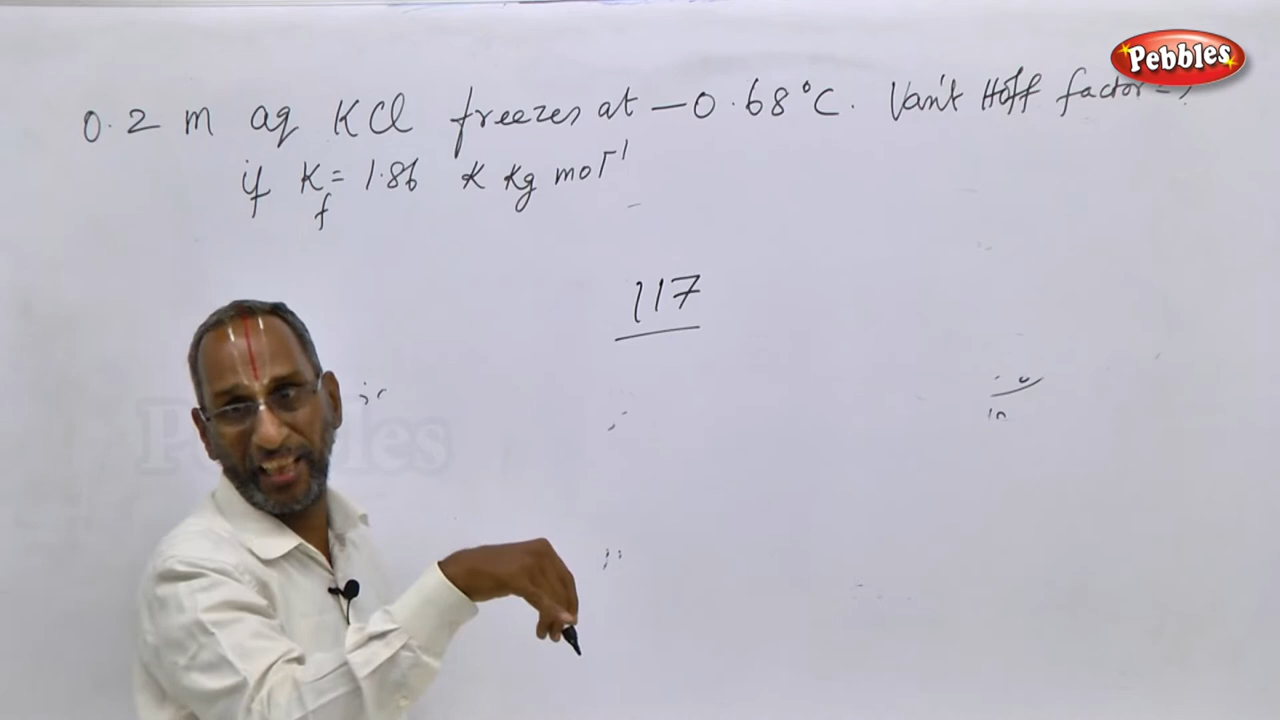 Pebbles
0.2 m aq KCl freezes at -0.68°C. Van't Hoff factor = ?
if Kf = 1.86 K Kg mol⁻¹
117
Pebbles